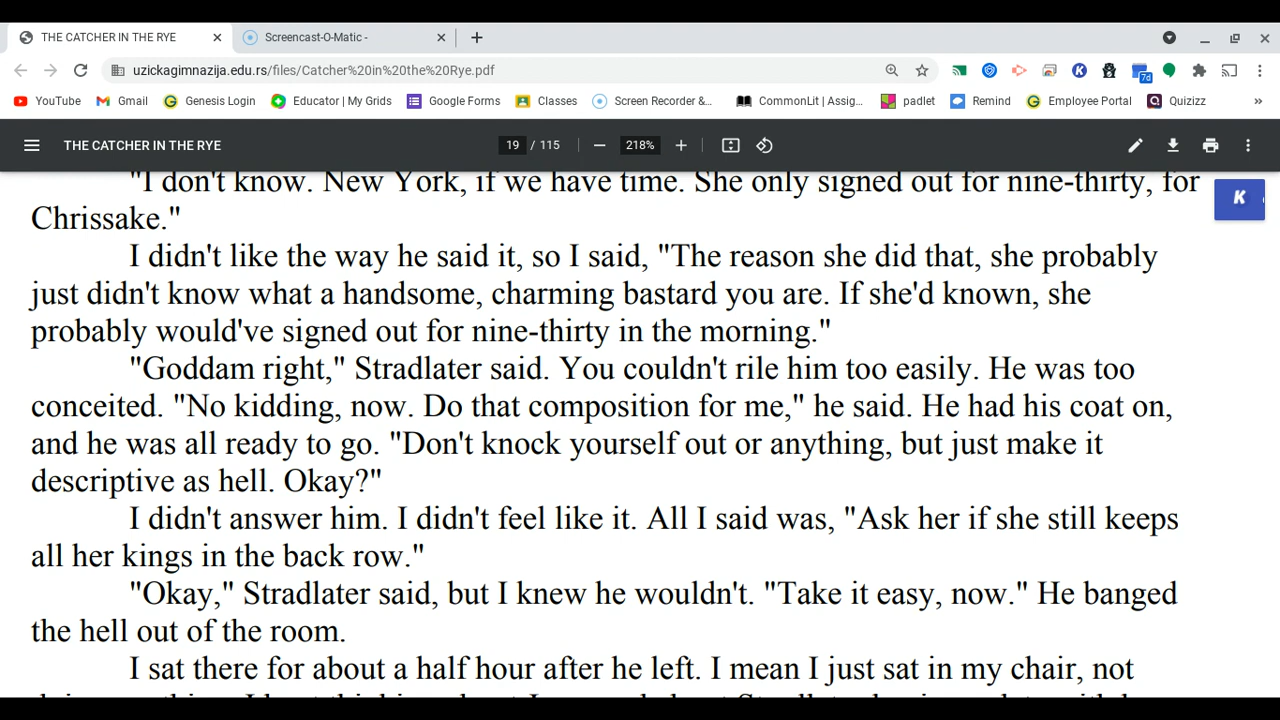 THE CATCHER IN THE RYE
Screencast-O-Matic -
uzickagimnazija.edu.rs/files/Catcher%20in%20the%20Rye.pdf
7d
YouTube Gmail Genesis Login Educator | My Grids Google Forms Classes Screen Recorder &... CommonLit | Assig... padlet Remind Employee Portal Quizizz »
THE CATCHER IN THE RYE 19 / 115 218%
K
"I don't know. New York, if we have time. She only signed out for nine-thirty, for
Chrissake."
I didn't like the way he said it, so I said, "The reason she did that, she probably
just didn't know what a handsome, charming bastard you are. If she'd known, she
probably would've signed out for nine-thirty in the morning."
"Goddam right," Stradlater said. You couldn't rile him too easily. He was too
conceited. "No kidding, now. Do that composition for me," he said. He had his coat on,
and he was all ready to go. "Don't knock yourself out or anything, but just make it
descriptive as hell. Okay?"
I didn't answer him. I didn't feel like it. All I said was, "Ask her if she still keeps
all her kings in the back row."
"Okay," Stradlater said, but I knew he wouldn't. "Take it easy, now." He banged
the hell out of the room.
I sat there for about a half hour after he left. I mean I just sat in my chair, not